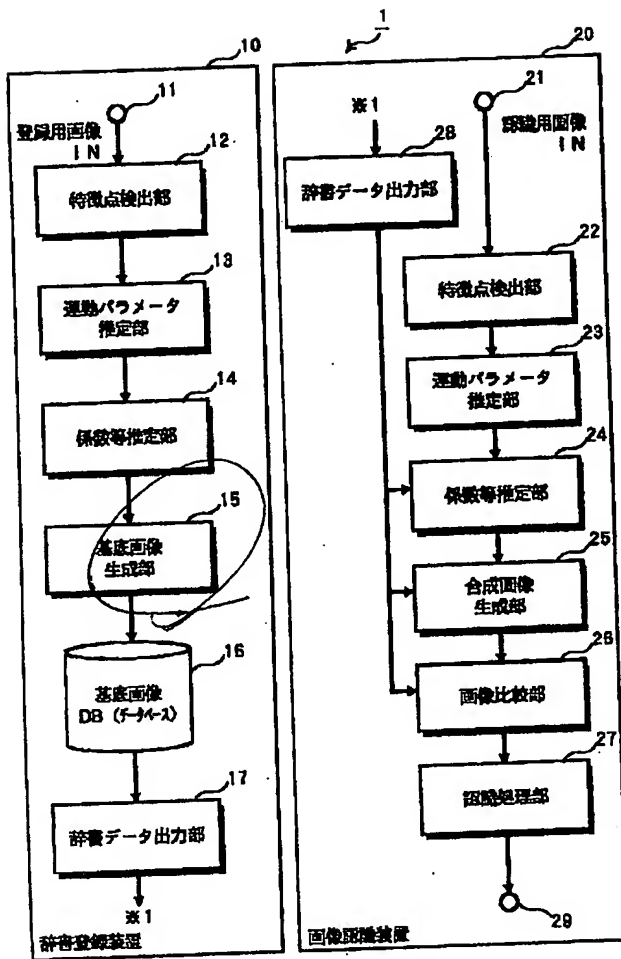 1
10
11
登録用画像
IN
12
特徴点検出部
13
運動パラメータ
推定部
14
係数等推定部
15
基底画像
生成部
16
基底画像
DB (データベース)
17
辞書データ出力部
※1
辞書登録装置
20
21
※1
認識用画像
IN
28
辞書データ出力部
22
特徴点検出部
23
運動パラメータ
推定部
24
係数等推定部
25
合成画像
生成部
26
画像比較部
27
認識処理部
29
画像認識装置